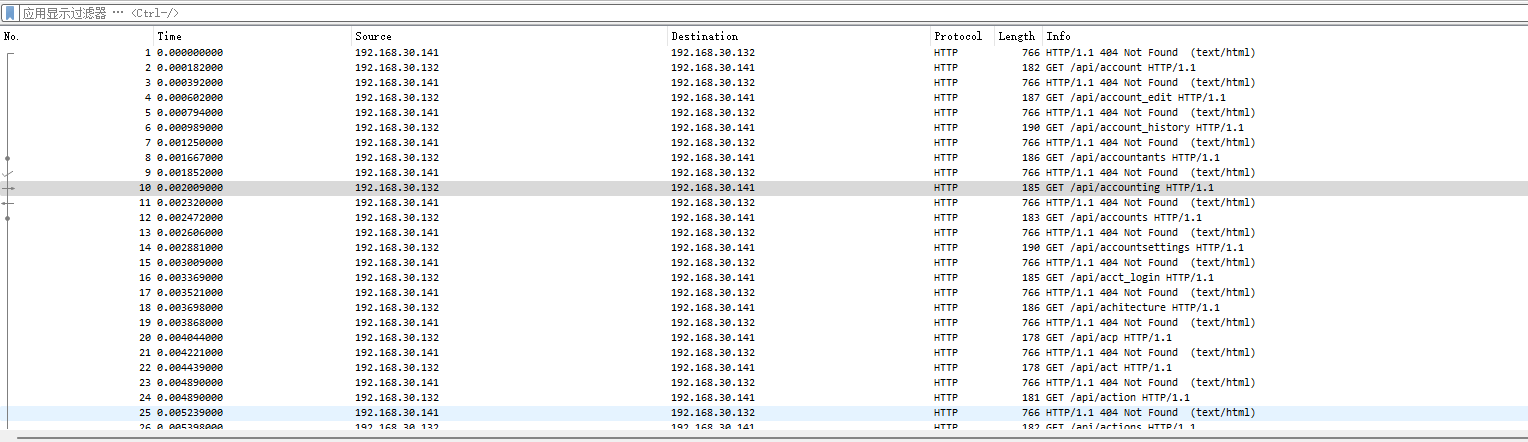 应用显示过滤器 … <Ctrl-/>
No. Time Source Destination Protocol Length Info
1 0.000000000 192.168.30.141 192.168.30.132 HTTP 766 HTTP/1.1 404 Not Found (text/html)
2 0.000182000 192.168.30.132 192.168.30.141 HTTP 182 GET /api/account HTTP/1.1
3 0.000392000 192.168.30.141 192.168.30.132 HTTP 766 HTTP/1.1 404 Not Found (text/html)
4 0.000602000 192.168.30.132 192.168.30.141 HTTP 187 GET /api/account_edit HTTP/1.1
5 0.000794000 192.168.30.141 192.168.30.132 HTTP 766 HTTP/1.1 404 Not Found (text/html)
6 0.000989000 192.168.30.132 192.168.30.141 HTTP 190 GET /api/account_history HTTP/1.1
7 0.001250000 192.168.30.141 192.168.30.132 HTTP 766 HTTP/1.1 404 Not Found (text/html)
8 0.001667000 192.168.30.132 192.168.30.141 HTTP 186 GET /api/accountants HTTP/1.1
9 0.001852000 192.168.30.141 192.168.30.132 HTTP 766 HTTP/1.1 404 Not Found (text/html)
10 0.002009000 192.168.30.132 192.168.30.141 HTTP 185 GET /api/accounting HTTP/1.1
11 0.002320000 192.168.30.141 192.168.30.132 HTTP 766 HTTP/1.1 404 Not Found (text/html)
12 0.002472000 192.168.30.132 192.168.30.141 HTTP 183 GET /api/accounts HTTP/1.1
13 0.002606000 192.168.30.141 192.168.30.132 HTTP 766 HTTP/1.1 404 Not Found (text/html)
14 0.002881000 192.168.30.132 192.168.30.141 HTTP 190 GET /api/accountsettings HTTP/1.1
15 0.003009000 192.168.30.141 192.168.30.132 HTTP 766 HTTP/1.1 404 Not Found (text/html)
16 0.003369000 192.168.30.132 192.168.30.141 HTTP 185 GET /api/acct_login HTTP/1.1
17 0.003521000 192.168.30.141 192.168.30.132 HTTP 766 HTTP/1.1 404 Not Found (text/html)
18 0.003698000 192.168.30.132 192.168.30.141 HTTP 186 GET /api/achitecture HTTP/1.1
19 0.003868000 192.168.30.141 192.168.30.132 HTTP 766 HTTP/1.1 404 Not Found (text/html)
20 0.004044000 192.168.30.132 192.168.30.141 HTTP 178 GET /api/acp HTTP/1.1
21 0.004221000 192.168.30.141 192.168.30.132 HTTP 766 HTTP/1.1 404 Not Found (text/html)
22 0.004439000 192.168.30.132 192.168.30.141 HTTP 178 GET /api/act HTTP/1.1
23 0.004890000 192.168.30.141 192.168.30.132 HTTP 766 HTTP/1.1 404 Not Found (text/html)
24 0.004890000 192.168.30.132 192.168.30.141 HTTP 181 GET /api/action HTTP/1.1
25 0.005239000 192.168.30.141 192.168.30.132 HTTP 766 HTTP/1.1 404 Not Found (text/html)
26 0.005398000 192.168.30.132 192.168.30.141 HTTP 182 GET /api/actions HTTP/1.1